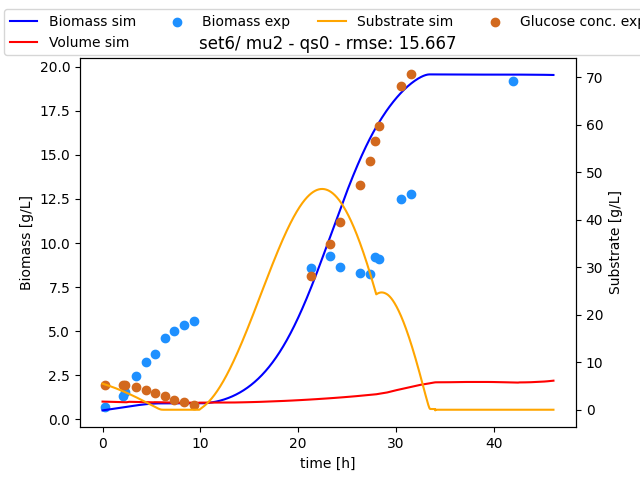 Biomass sim Biomass exp Substrate sim Glucose conc. exp
Volume sim
set6/ mu2 - qs0 - rmse: 15.667
20.0
17.5
15.0
12.5
10.0
7.5
5.0
2.5
0.0
Biomass [g/L]
70
60
50
40
30
20
10
0
Substrate [g/L]
0 10 20 30 40
time [h]